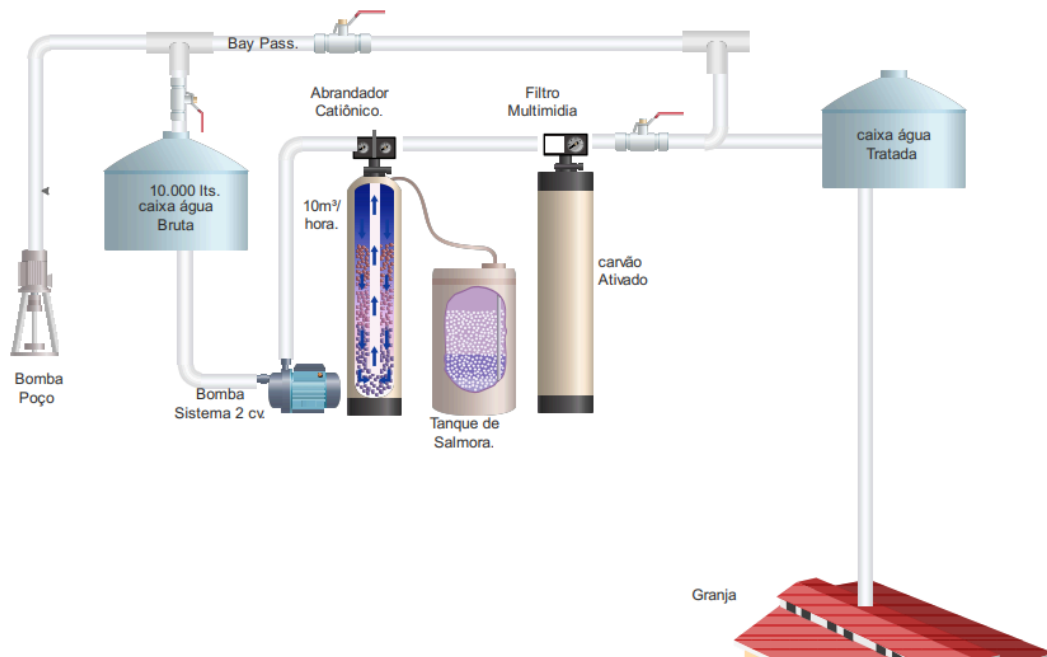 Bay Pass.
Abrandador
Catiônico.
Filtro
Multimidia
caixa água
Tratada
10.000 lts.
caixa água
Bruta
10m³/
hora.
carvão
Ativado
Bomba
Poço
Bomba
Sistema 2 cv.
Tanque de
Salmora.
Granja